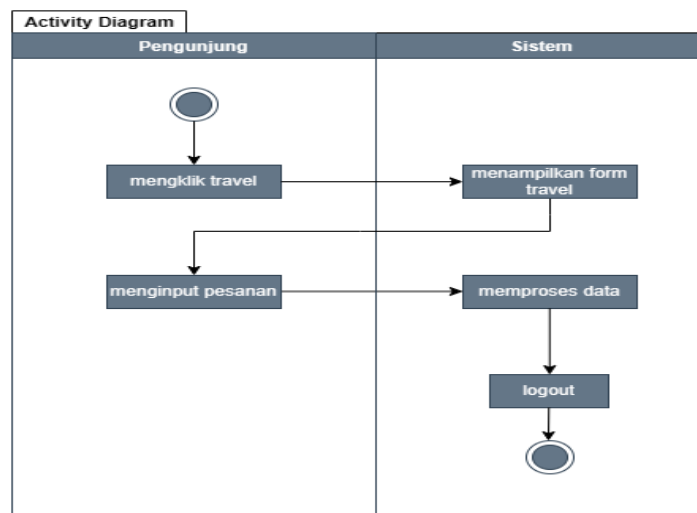 Activity Diagram
Pengunjung
Sistem
mengklik travel
menampilkan form
travel
menginput pesanan
memproses data
logout